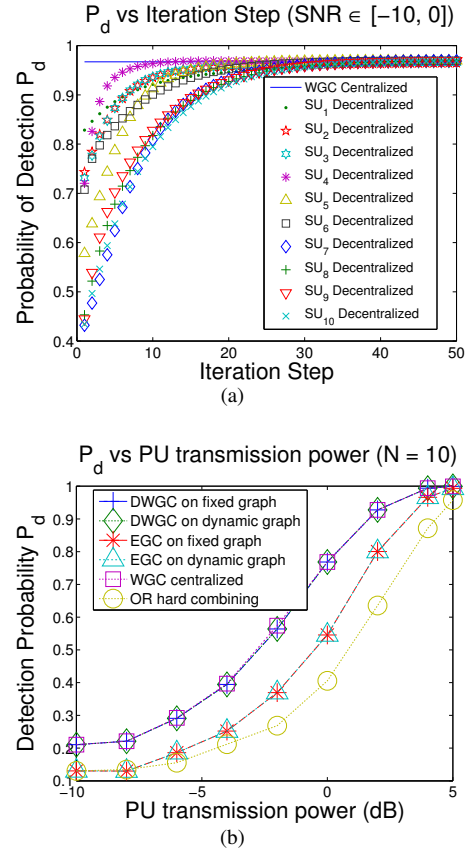 P_d vs Iteration Step (SNR ∈ [-10, 0])
Probability of Detection P_d
1
0.9
0.8
0.7
0.6
0.5
0.4
WGC Centralized
SU_1 Decentralized
SU_2 Decentralized
SU_3 Decentralized
SU_4 Decentralized
SU_5 Decentralized
SU_6 Decentralized
SU_7 Decentralized
SU_8 Decentralized
SU_9 Decentralized
SU_10 Decentralized
0 10 20 30 40 50
Iteration Step
(a)
P_d vs PU transmission power (N = 10)
Detection Probability P_d
1
0.9
0.8
0.7
0.6
0.5
0.4
0.3
0.2
0.1
DWGC on fixed graph
DWGC on dynamic graph
EGC on fixed graph
EGC on dynamic graph
WGC centralized
OR hard combining
-10 -5 0 5
PU transmission power (dB)
(b)